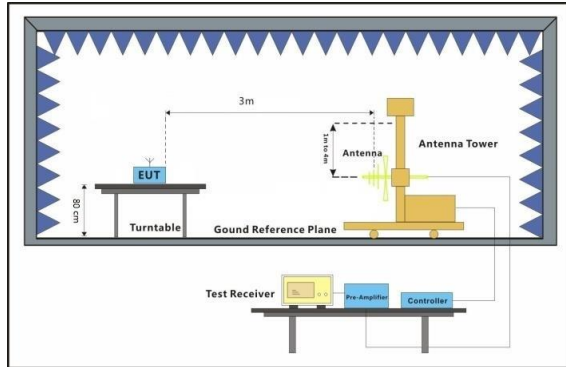 3m
1m to 4m
Antenna
Antenna Tower
EUT
80 cm
Turntable
Gound Reference Plane
Test Receiver
Pre-Amplifier
Controller